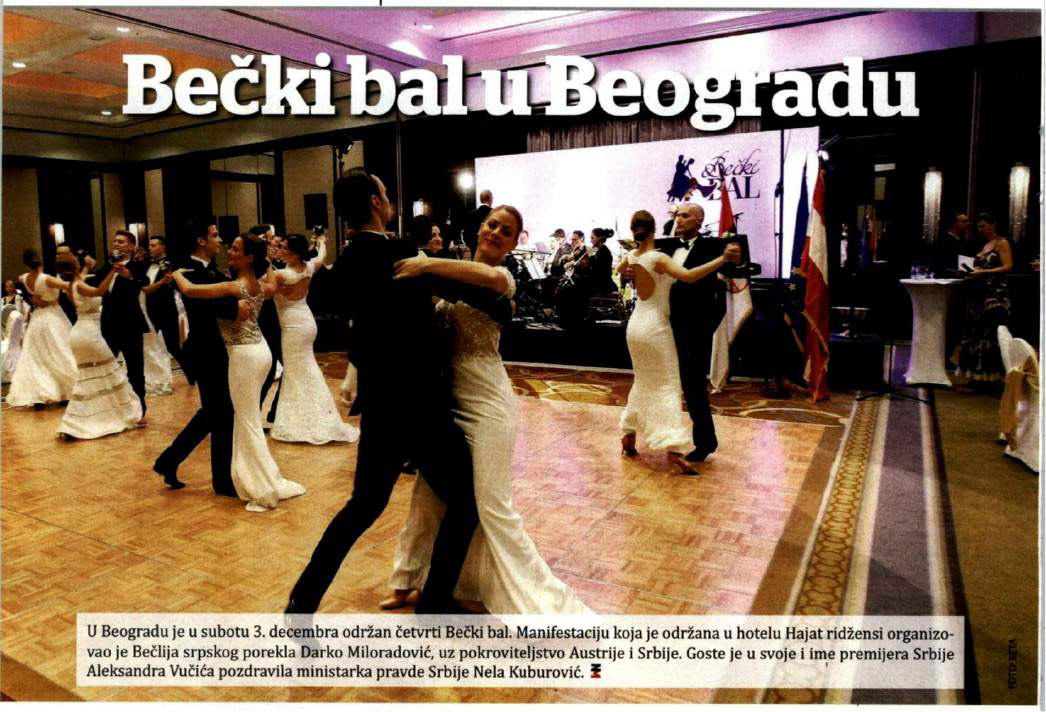 Bečki bal u Beogradu
Bečki
BAL
U Beogradu je u subotu 3. decembra održan četvrti Bečki bal. Manifestaciju koja je održana u hotelu Hajat ridžensi organizo-
vao je Bečlija srpskog porekla Darko Miloradović, uz pokroviteljstvo Austrije i Srbije. Goste je u svoje i ime premijera Srbije
Aleksandra Vučića pozdravila ministarka pravde Srbije Nela Kuburović.
FOTO: BETA